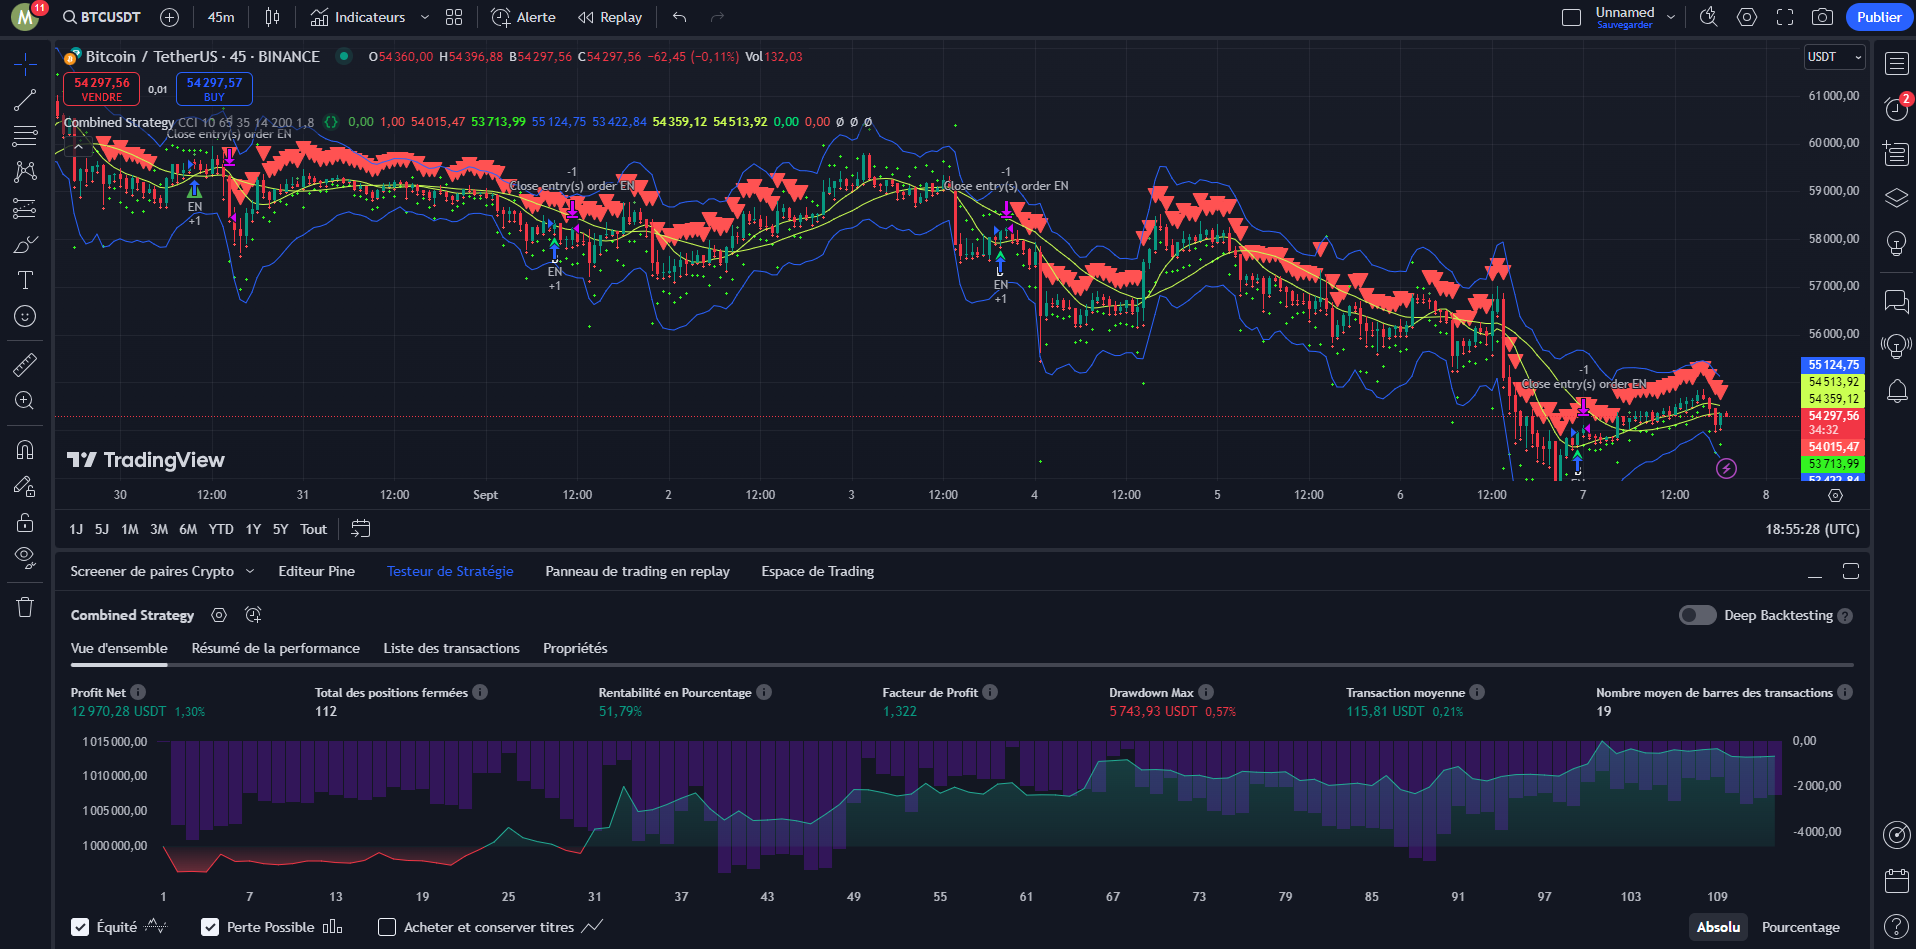 M 11 BTCUSDT 45m Indicateurs Alerte Replay Unnamed Sauvegarder Publier
Bitcoin / TetherUS · 45 · BINANCE O54 360,00 H54 396,88 B54 297,56 C54 297,56 −62,45 (−0,11%) Vol132,03
USDT
54 297,56 VENDRE 0,01 54 297,57 BUY
Combined Strategy CCI 10 65 35 14 200 1,8 0,00 1,00 54 015,47 53 713,99 55 124,75 53 422,84 54 359,12 54 513,92 0,00 0,00 Ø Ø Ø
Close entry(s) order EN
EN
+1
-1
Close entry(s) order EN
EN
+1
-1
Close entry(s) order EN
EN
+1
-1
Close entry(s) order EN
61 000,00
60 000,00
59 000,00
58 000,00
57 000,00
56 000,00
55 124,75
54 513,92
54 359,12
54 297,56
34:32
54 015,47
53 713,99
53 422,84
2
TradingView
30 12:00 31 12:00 Sept 12:00 2 12:00 3 12:00 4 12:00 5 12:00 6 12:00 7 12:00 8
1J 5J 1M 3M 6M YTD 1Y 5Y Tout 18:55:28 (UTC)
Screener de paires Crypto Editeur Pine Testeur de Stratégie Panneau de trading en replay Espace de Trading
Combined Strategy Deep Backtesting
Vue d'ensemble Résumé de la performance Liste des transactions Propriétés
Profit Net Total des positions fermées Rentabilité en Pourcentage Facteur de Profit Drawdown Max Transaction moyenne Nombre moyen de barres des transactions
12 970,28 USDT 1,30% 112 51,79% 1,322 5 743,93 USDT 0,57% 115,81 USDT 0,21% 19
1 015 000,00 0,00
1 010 000,00 -2 000,00
1 005 000,00 -4 000,00
1 000 000,00
1 7 13 19 25 31 37 43 49 55 61 67 73 79 85 91 97 103 109
Équité Perte Possible Acheter et conserver titres Absolu Pourcentage